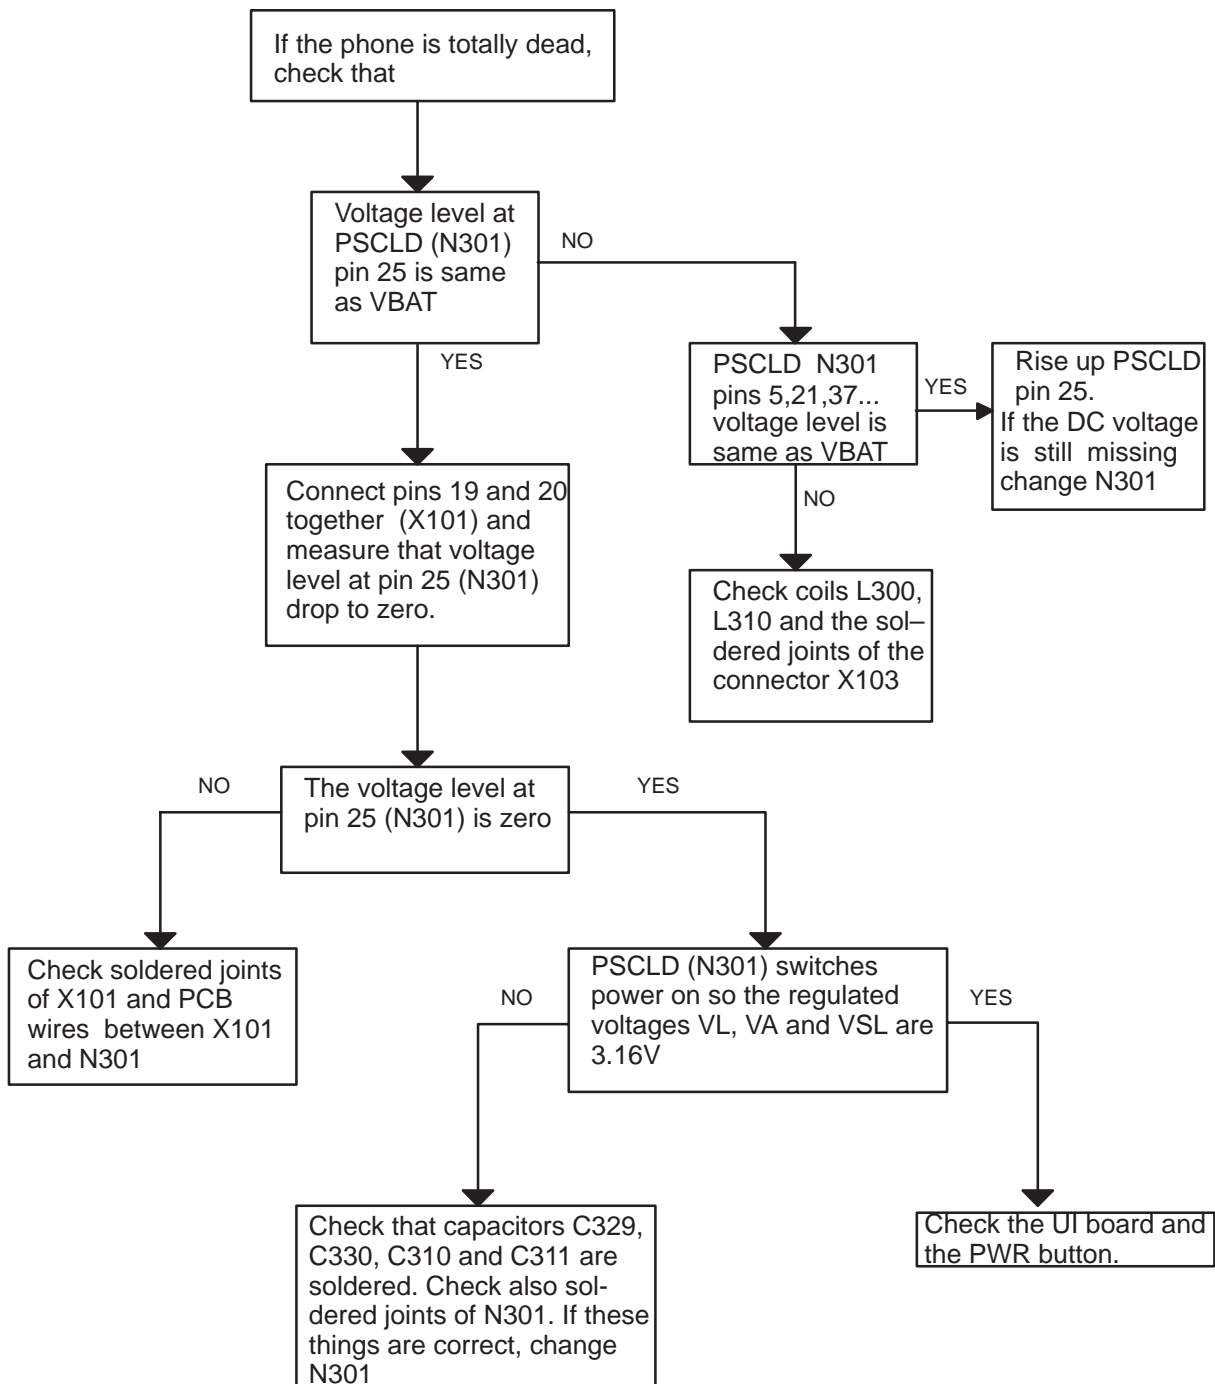 If the phone is totally dead,
check that
Voltage level at
PSCLD (N301)
pin 25 is same
as VBAT
NO
YES
PSCLD N301
pins 5,21,37...
voltage level is
same as VBAT
YES
Rise up PSCLD
pin 25.
If the DC voltage
is still missing
change N301
NO
Connect pins 19 and 20
together (X101) and
measure that voltage
level at pin 25 (N301)
drop to zero.
Check coils L300,
L310 and the sol–
dered joints of the
connector X103
NO
The voltage level at
pin 25 (N301) is zero
YES
Check soldered joints
of X101 and PCB
wires between X101
and N301
NO
PSCLD (N301) switches
power on so the regulated
voltages VL, VA and VSL are
3.16V
YES
Check that capacitors C329,
C330, C310 and C311 are
soldered. Check also sol-
dered joints of N301. If these
things are correct, change
N301
Check the UI board and
the PWR button.